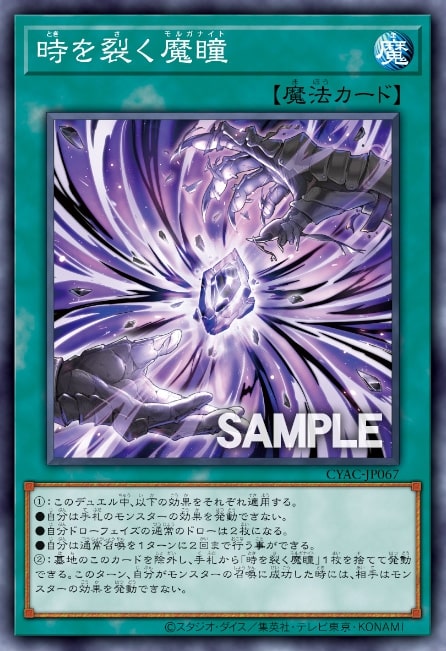 時を裂く魔瞳
モルガナイト
魔
【魔法カード】
SAMPLE
CYAC-JP067
①:このデュエル中、以下の効果をそれぞれ適用する。
●自分は手札のモンスターの効果を発動できない。
●自分ドローフェイズの通常のドローは2枚になる。
●自分は通常召喚を1ターンに2回まで行う事ができる。
②:墓地のこのカードを除外し、手札から「時を裂く魔瞳」1枚を捨てて発動
できる。このターン、自分がモンスターの召喚に成功した時には、相手はモン
スターの効果を発動できない。
©スタジオ・ダイス/集英社・テレビ東京・KONAMI